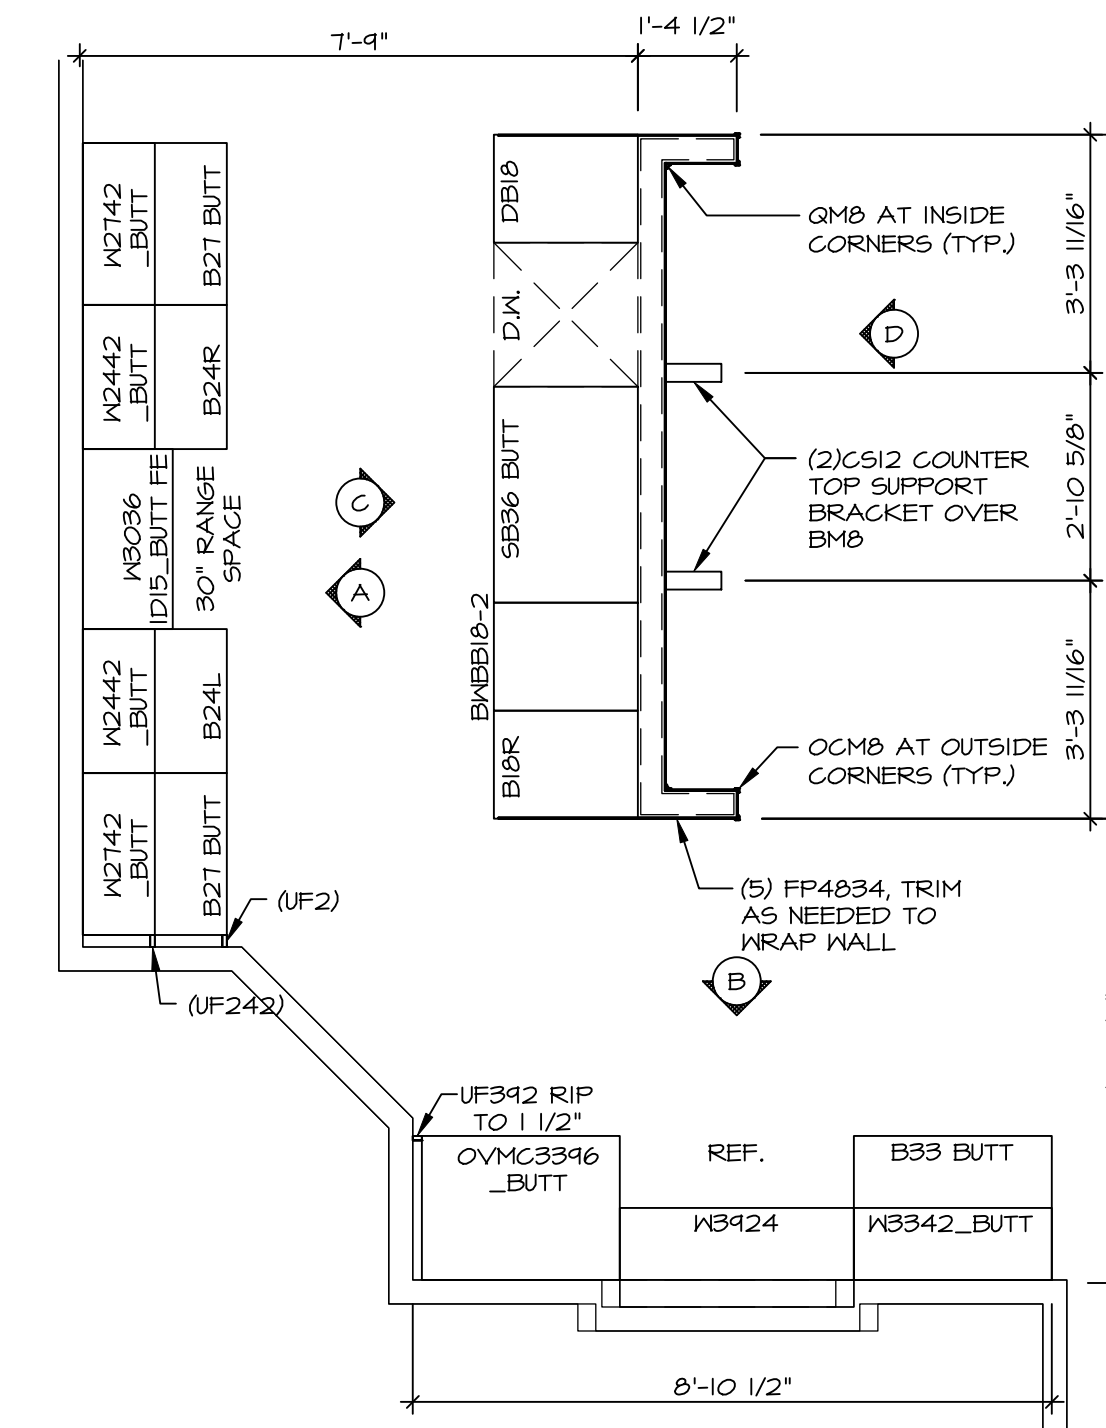 7'-9"
1'-4 1/2"
W2742
_BUTT
B27 BUTT
W2442
_BUTT
B24R
W3036
1D15_BUTT FE
30" RANGE
SPACE
W2442
_BUTT
B24L
W2742
_BUTT
B27 BUTT
(UF2)
(UF242)
C
A
DB18
D.W.
SB36 BUTT
BWBB18-2
B18R
QM8 AT INSIDE
CORNERS (TYP.)
D
(2)CS12 COUNTER
TOP SUPPORT
BRACKET OVER
BM8
OCM8 AT OUTSIDE
CORNERS (TYP.)
3'-3 11/16"
2'-10 5/8"
3'-3 11/16"
(5) FP4834, TRIM
AS NEEDED TO
WRAP WALL
B
UF392 RIP
TO 1 1/2"
OVMC3396
_BUTT
REF.
B33 BUTT
W3924
W3342_BUTT
8'-10 1/2"